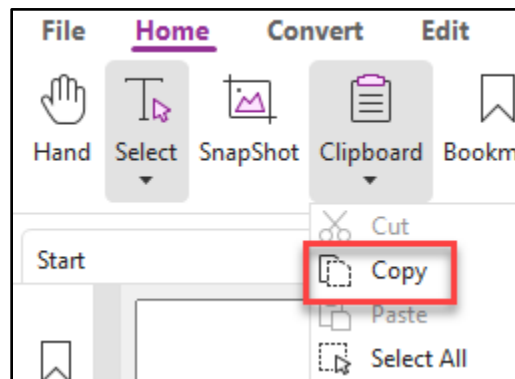 File Home Convert Edit
Hand Select SnapShot Clipboard
Cut
Start
Copy
Paste
Select All